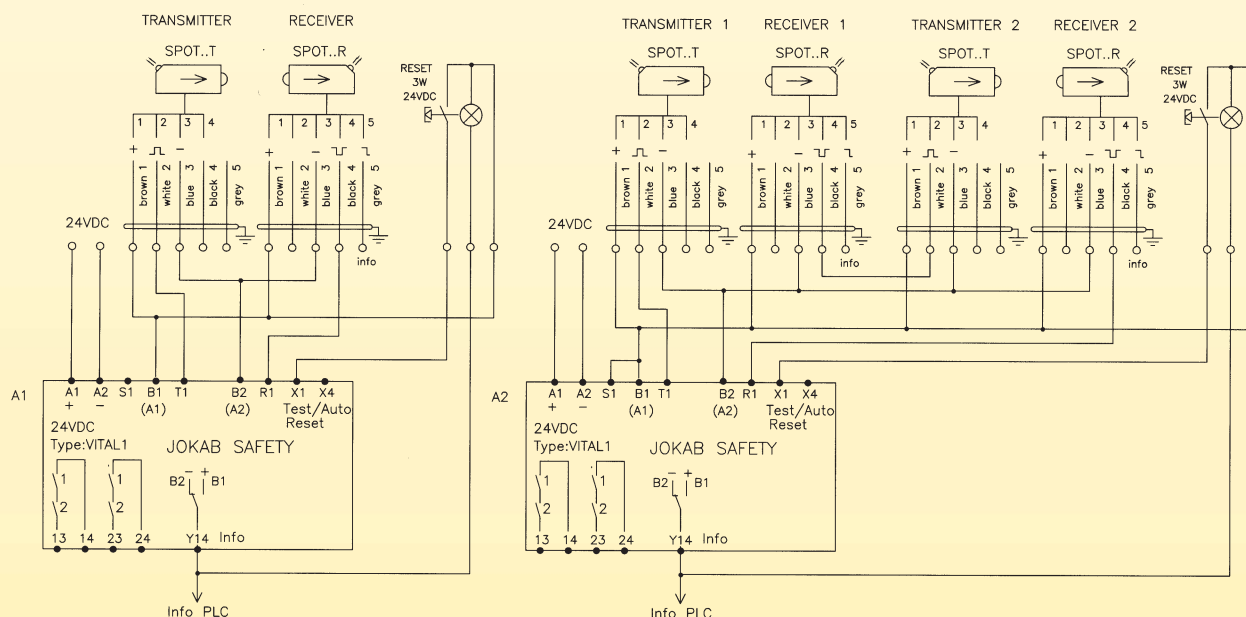 TRANSMITTER RECEIVER
SPOT..T SPOT..R
RESET
3W
24VDC
1 2 3 4 1 2 3 4 5
+ − + −
brown 1 white 2 blue 3 black 4 grey 5 brown 1 white 2 blue 3 black 4 grey 5
24VDC
info
A1
A1 A2 S1 B1 T1 B2 R1 X1 X4
+ − (A1) (A2) Test/Auto
Reset
24VDC
Type:VITAL1 JOKAB SAFETY
− +
B2 B1
1 1
2 2
13 14 23 24 Y14 Info
Info PLC
TRANSMITTER 1 RECEIVER 1 TRANSMITTER 2 RECEIVER 2
SPOT..T SPOT..R SPOT..T SPOT..R
RESET
3W
24VDC
1 2 3 4 1 2 3 4 5 1 2 3 4 1 2 3 4 5
+ − + − + − + −
brown 1 white 2 blue 3 black 4 grey 5 brown 1 white 2 blue 3 black 4 grey 5 brown 1 white 2 blue 3 black 4 grey 5 brown 1 white 2 blue 3 black 4 grey 5
24VDC
info info
A2
A1 A2 S1 B1 T1 B2 R1 X1 X4
+ − (A1) (A2) Test/Auto
Reset
24VDC
Type:VITAL1 JOKAB SAFETY
− +
B2 B1
1 1
2 2
13 14 23 24 Y14 Info
Info PLC